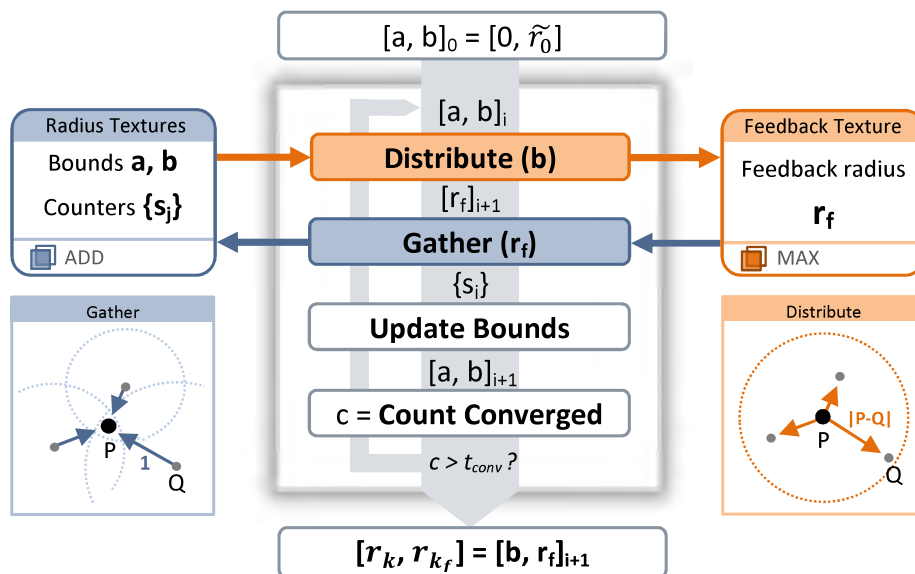 [a, b]₀ = [0, r̃₀]
[a, b]ᵢ
Radius Textures
Bounds a, b
Counters {sⱼ}
ADD
Distribute (b)
[r_f]ᵢ₊₁
Gather (r_f)
{sⱼ}
Update Bounds
[a, b]ᵢ₊₁
c = Count Converged
c > t_conv ?
[r_k, r_k_f] = [b, r_f]ᵢ₊₁
Feedback Texture
Feedback radius
r_f
MAX
Gather
P
1
Q
Distribute
P
|P-Q|
Q